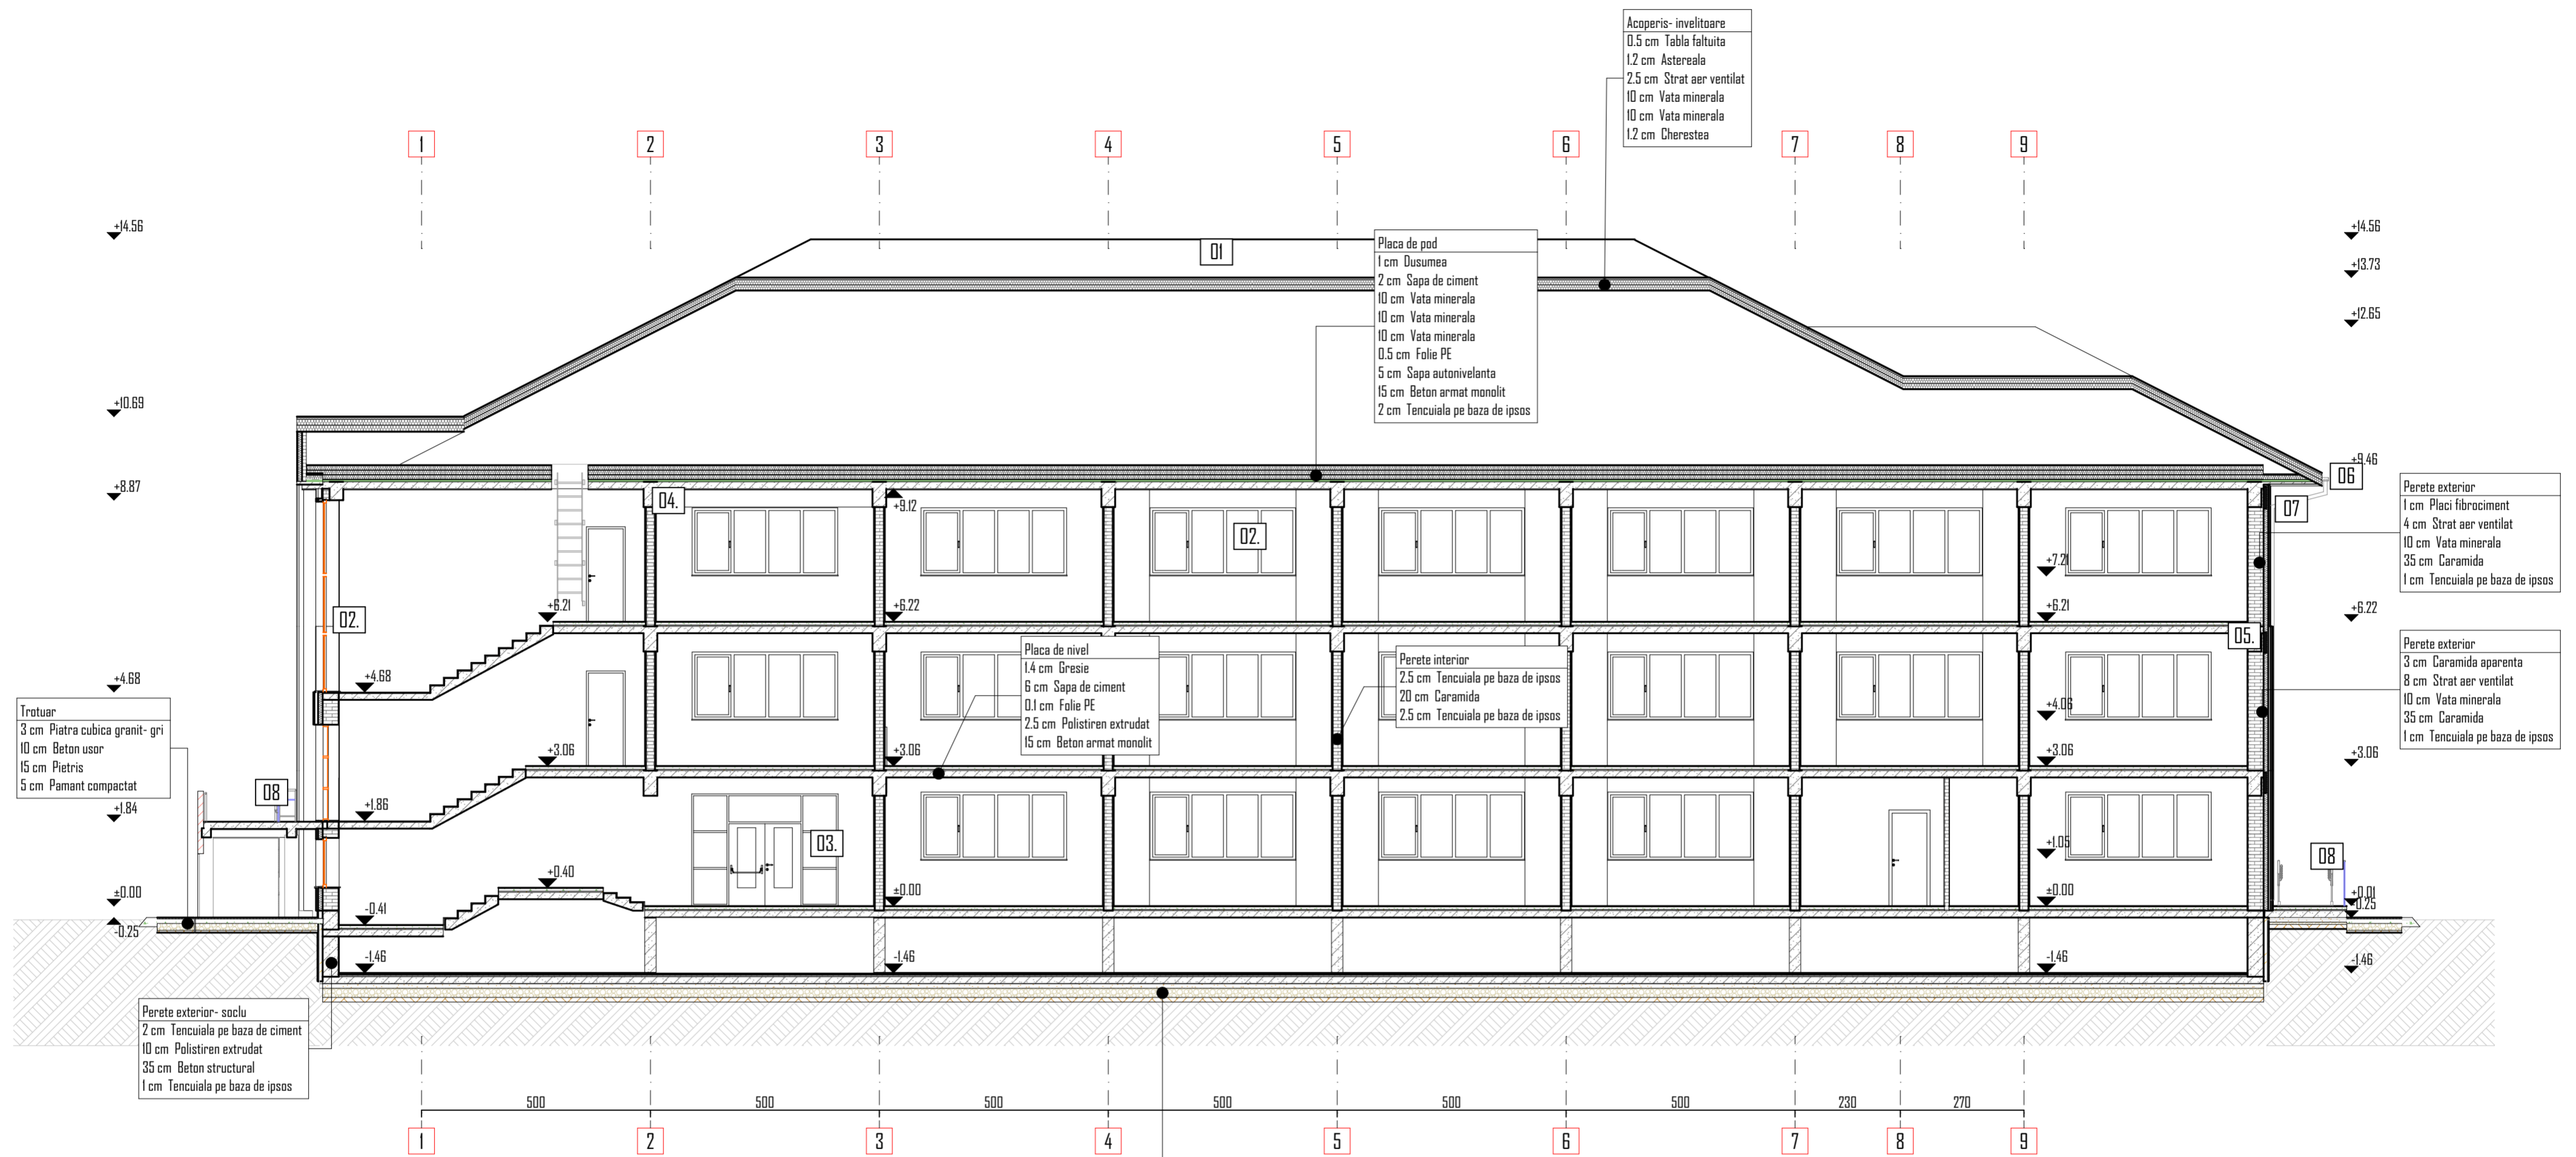 Acoperis- invelitoare
0.5 cm Tabla faltuita
1.2 cm Astereala
2.5 cm Strat aer ventilat
10 cm Vata minerala
10 cm Vata minerala
1.2 cm Cherestea
1 2 3 4 5 6 7 8 9
+14.56
+14.56
01
Placa de pod
1 cm Dusumea
2 cm Sapa de ciment
10 cm Vata minerala
10 cm Vata minerala
10 cm Vata minerala
0.5 cm Folie PE
5 cm Sapa autonivelanta
15 cm Beton armat monolit
2 cm Tencuiala pe baza de ipsos
+13.73
+12.65
+10.69
+9.46
06
+8.87
04.
+9.12
07
Perete exterior
1 cm Placi fibrociment
4 cm Strat aer ventilat
10 cm Vata minerala
35 cm Caramida
1 cm Tencuiala pe baza de ipsos
02.
+7.21
02.
+6.21
+6.22
+6.21
+6.22
05.
Perete exterior
3 cm Caramida aparenta
8 cm Strat aer ventilat
10 cm Vata minerala
35 cm Caramida
1 cm Tencuiala pe baza de ipsos
Placa de nivel
1.4 cm Gresie
6 cm Sapa de ciment
0.1 cm Folie PE
2.5 cm Polistiren extrudat
15 cm Beton armat monolit
Perete interior
2.5 cm Tencuiala pe baza de ipsos
20 cm Caramida
2.5 cm Tencuiala pe baza de ipsos
+4.68
+4.68
+4.06
Trotuar
3 cm Piatra cubica granit- gri
10 cm Beton usor
15 cm Pietris
5 cm Pamant compactat
+3.06
+3.06
+3.06
+3.06
08
+1.84
+1.86
03.
+1.05
08
+0.40
±0.00
±0.00
±0.00
+0.01
-0.25
-0.41
-0.25
-1.46
-1.46
-1.46
-1.46
Perete exterior- soclu
2 cm Tencuiala pe baza de ciment
10 cm Polistiren extrudat
35 cm Beton structural
1 cm Tencuiala pe baza de ipsos
500 500 500 500 500 500 230 270
1 2 3 4 5 6 7 8 9